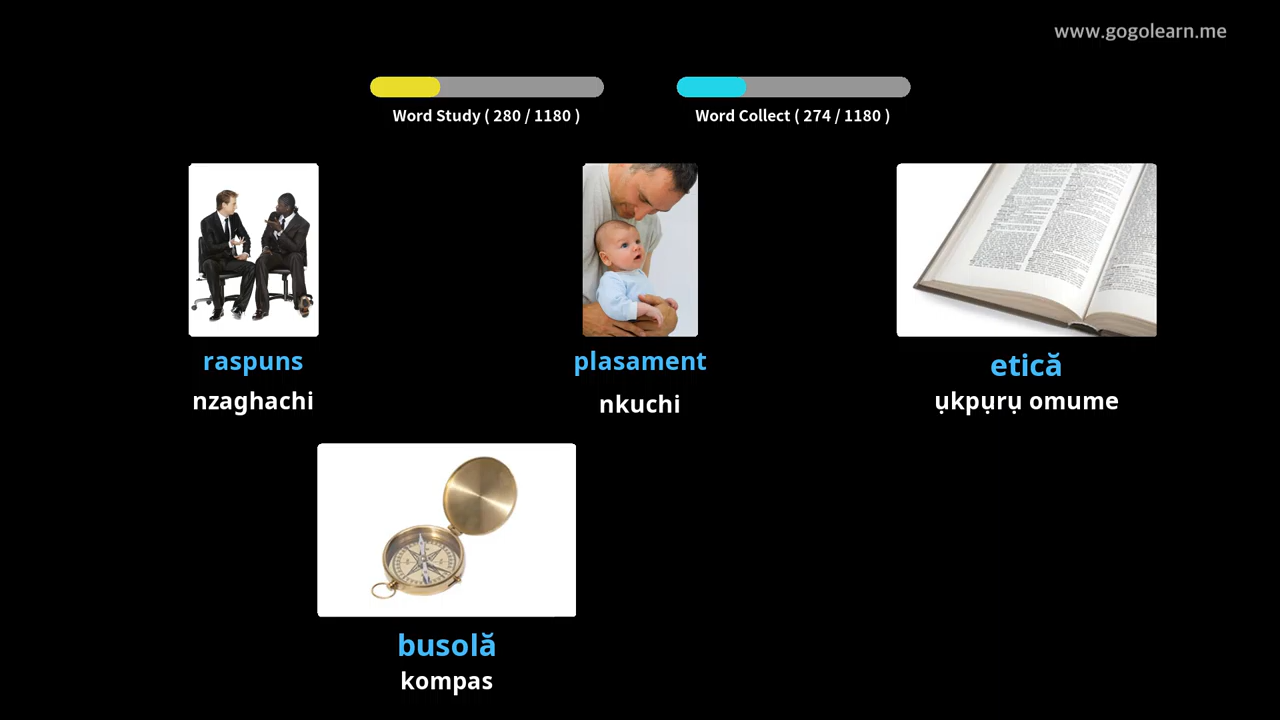 www.gogolearn.me
Word Study ( 280 / 1180 )
Word Collect ( 274 / 1180 )
raspuns
nzaghachi
plasament
nkuchi
etică
ụkpụrụ omume
busolă
kompas